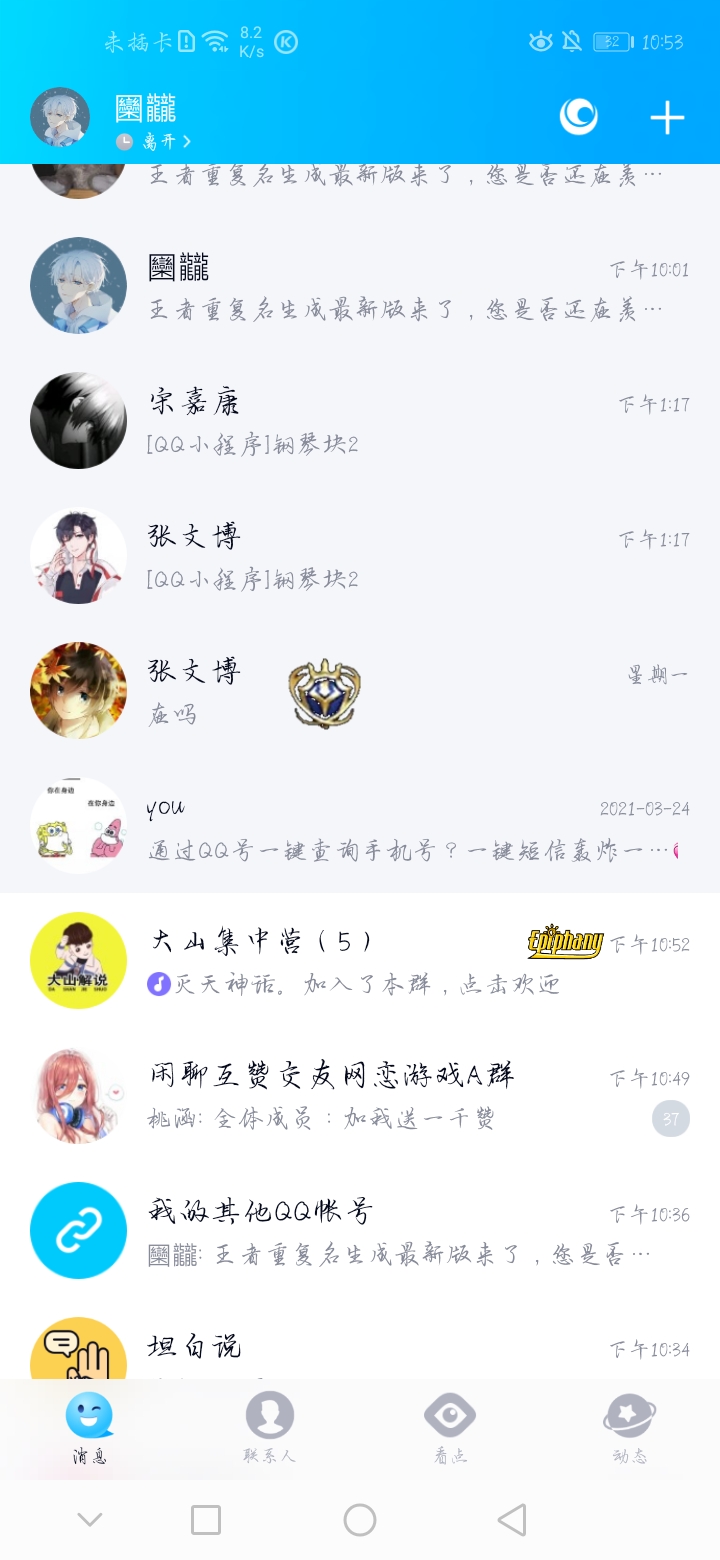 未插卡 8.2 K/s 32 10:53
圞龖
离开
王者重复名生成最新版来了，您是否还在羡…
圞龖 下午10:01
王者重复名生成最新版来了，您是否还在羡…
宋嘉康 下午1:17
[QQ小程序]钢琴块2
张文博 下午1:17
[QQ小程序]钢琴块2
张文博 星期一
在吗
你在身边
在你身边
you 2021-03-24
通过QQ号一键查询手机号？一键短信轰炸一…
大山集中营（5） Epiphany 下午10:52
灭天神话。加入了本群，点击欢迎
大山解说
DA SHAN JIE SHUO
闲聊互赞交友网恋游戏A群 下午10:49
桃涵: 全体成员：加我送一千赞 37
我的其他QQ帐号 下午10:36
圞龖: 王者重复名生成最新版来了，您是否…
坦白说 下午10:34
消息 联系人 看点 动态